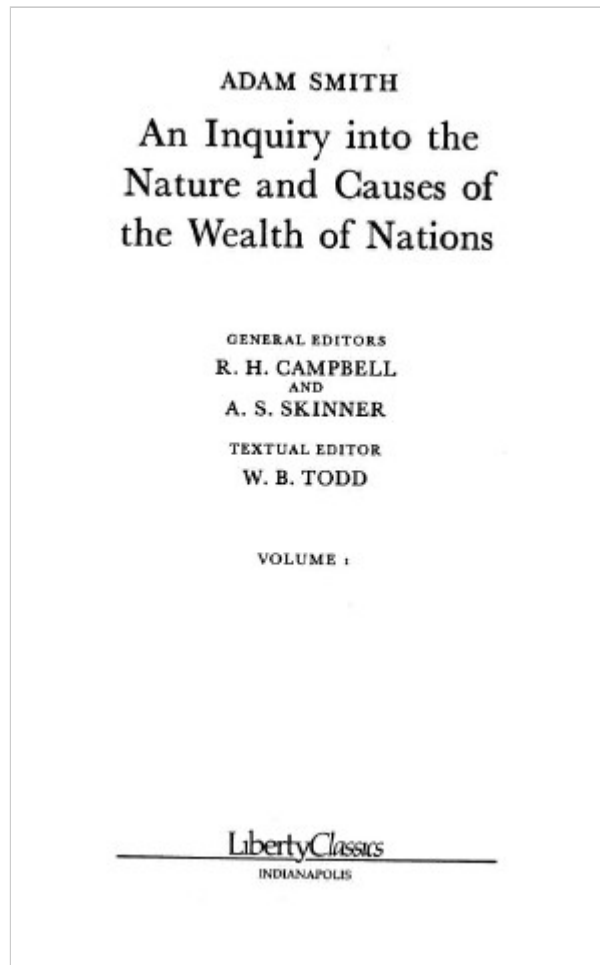 ADAM SMITH
An Inquiry into the
Nature and Causes of
the Wealth of Nations
GENERAL EDITORS
R. H. CAMPBELL
AND
A. S. SKINNER
TEXTUAL EDITOR
W. B. TODD
VOLUME I
LibertyClassics
INDIANAPOLIS